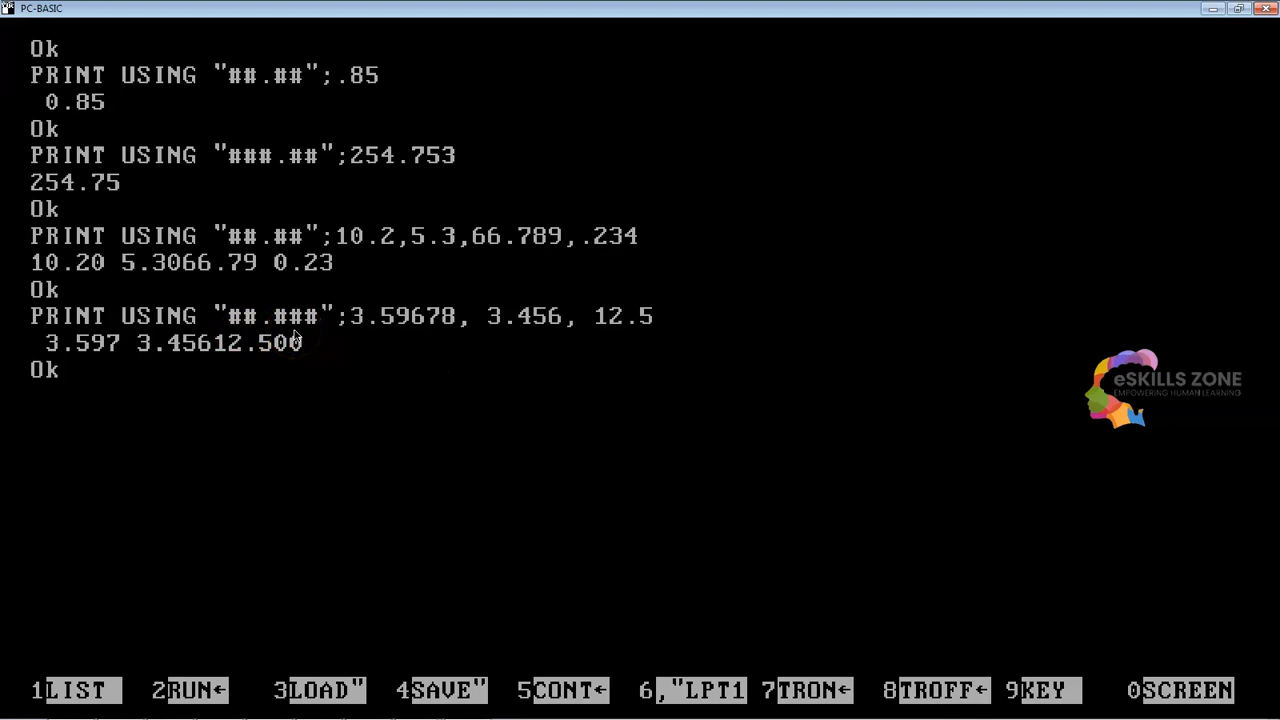 PC-BASIC
Ok
PRINT USING "##.##";.85
0.85
Ok
PRINT USING "###.##";254.753
254.75
Ok
PRINT USING "##.##";10.2,5.3,66.789,.234
10.20 5.3066.79 0.23
Ok
PRINT USING "##.###";3.59678, 3.456, 12.5
3.597 3.45612.500
Ok
eSKILLS ZONE
EMPOWERING HUMAN LEARNING
1LIST 2RUN← 3LOAD" 4SAVE" 5CONT← 6,"LPT1 7TRON← 8TROFF← 9KEY 0SCREEN